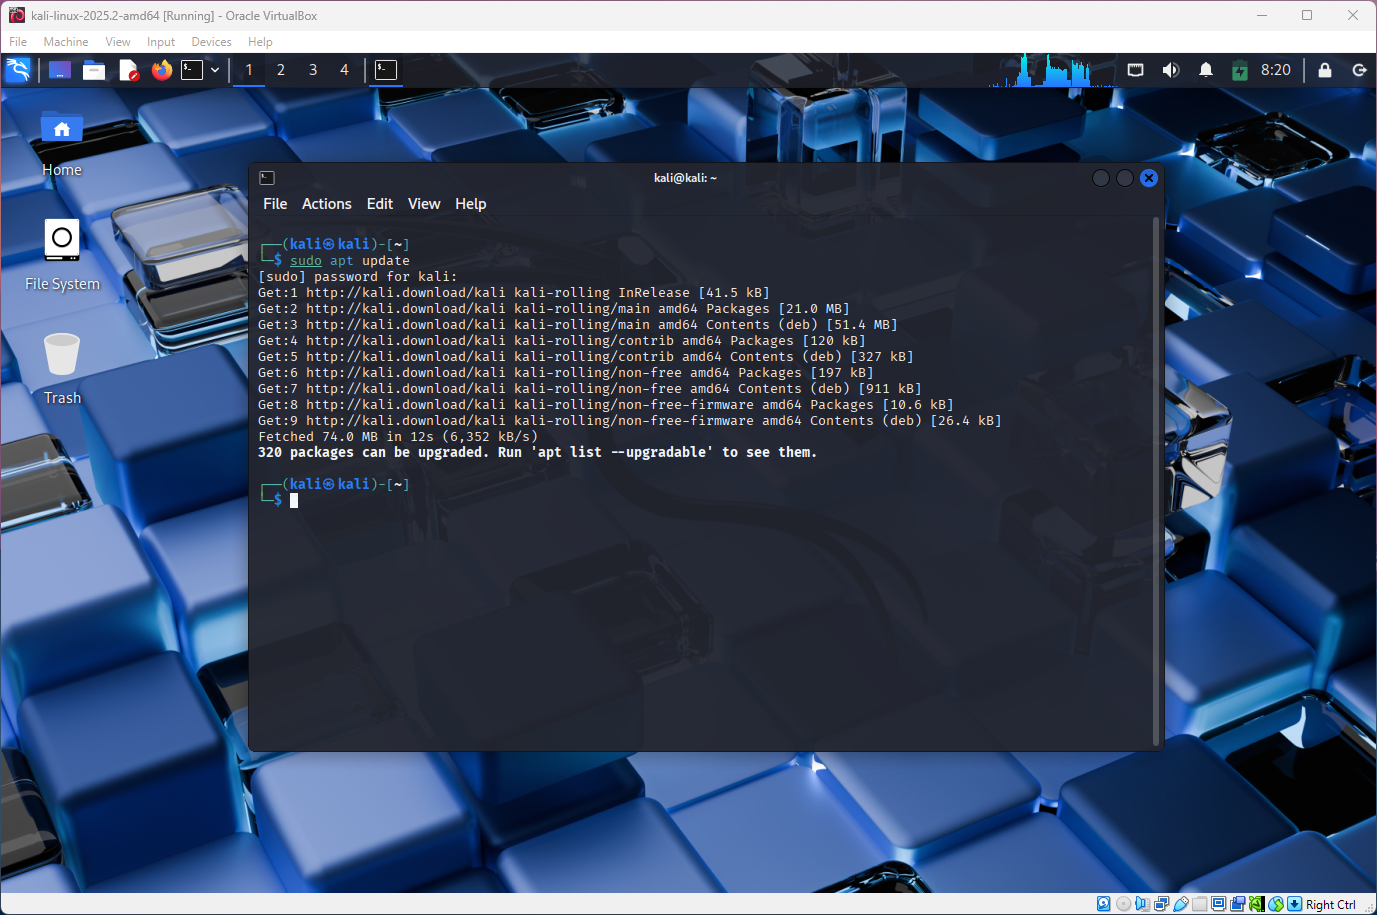 kali-linux-2025.2-amd64 [Running] - Oracle VirtualBox
File Machine View Input Devices Help
1 2 3 4 8:20
Home
File System
Trash
kali@kali: ~
File Actions Edit View Help
┌──(kali㉿kali)-[~]
└─$ sudo apt update
[sudo] password for kali:
Get:1 http://kali.download/kali kali-rolling InRelease [41.5 kB]
Get:2 http://kali.download/kali kali-rolling/main amd64 Packages [21.0 MB]
Get:3 http://kali.download/kali kali-rolling/main amd64 Contents (deb) [51.4 MB]
Get:4 http://kali.download/kali kali-rolling/contrib amd64 Packages [120 kB]
Get:5 http://kali.download/kali kali-rolling/contrib amd64 Contents (deb) [327 kB]
Get:6 http://kali.download/kali kali-rolling/non-free amd64 Packages [197 kB]
Get:7 http://kali.download/kali kali-rolling/non-free amd64 Contents (deb) [911 kB]
Get:8 http://kali.download/kali kali-rolling/non-free-firmware amd64 Packages [10.6 kB]
Get:9 http://kali.download/kali kali-rolling/non-free-firmware amd64 Contents (deb) [26.4 kB]
Fetched 74.0 MB in 12s (6,352 kB/s)
320 packages can be upgraded. Run 'apt list --upgradable' to see them.
┌──(kali㉿kali)-[~]
└─$
Right Ctrl